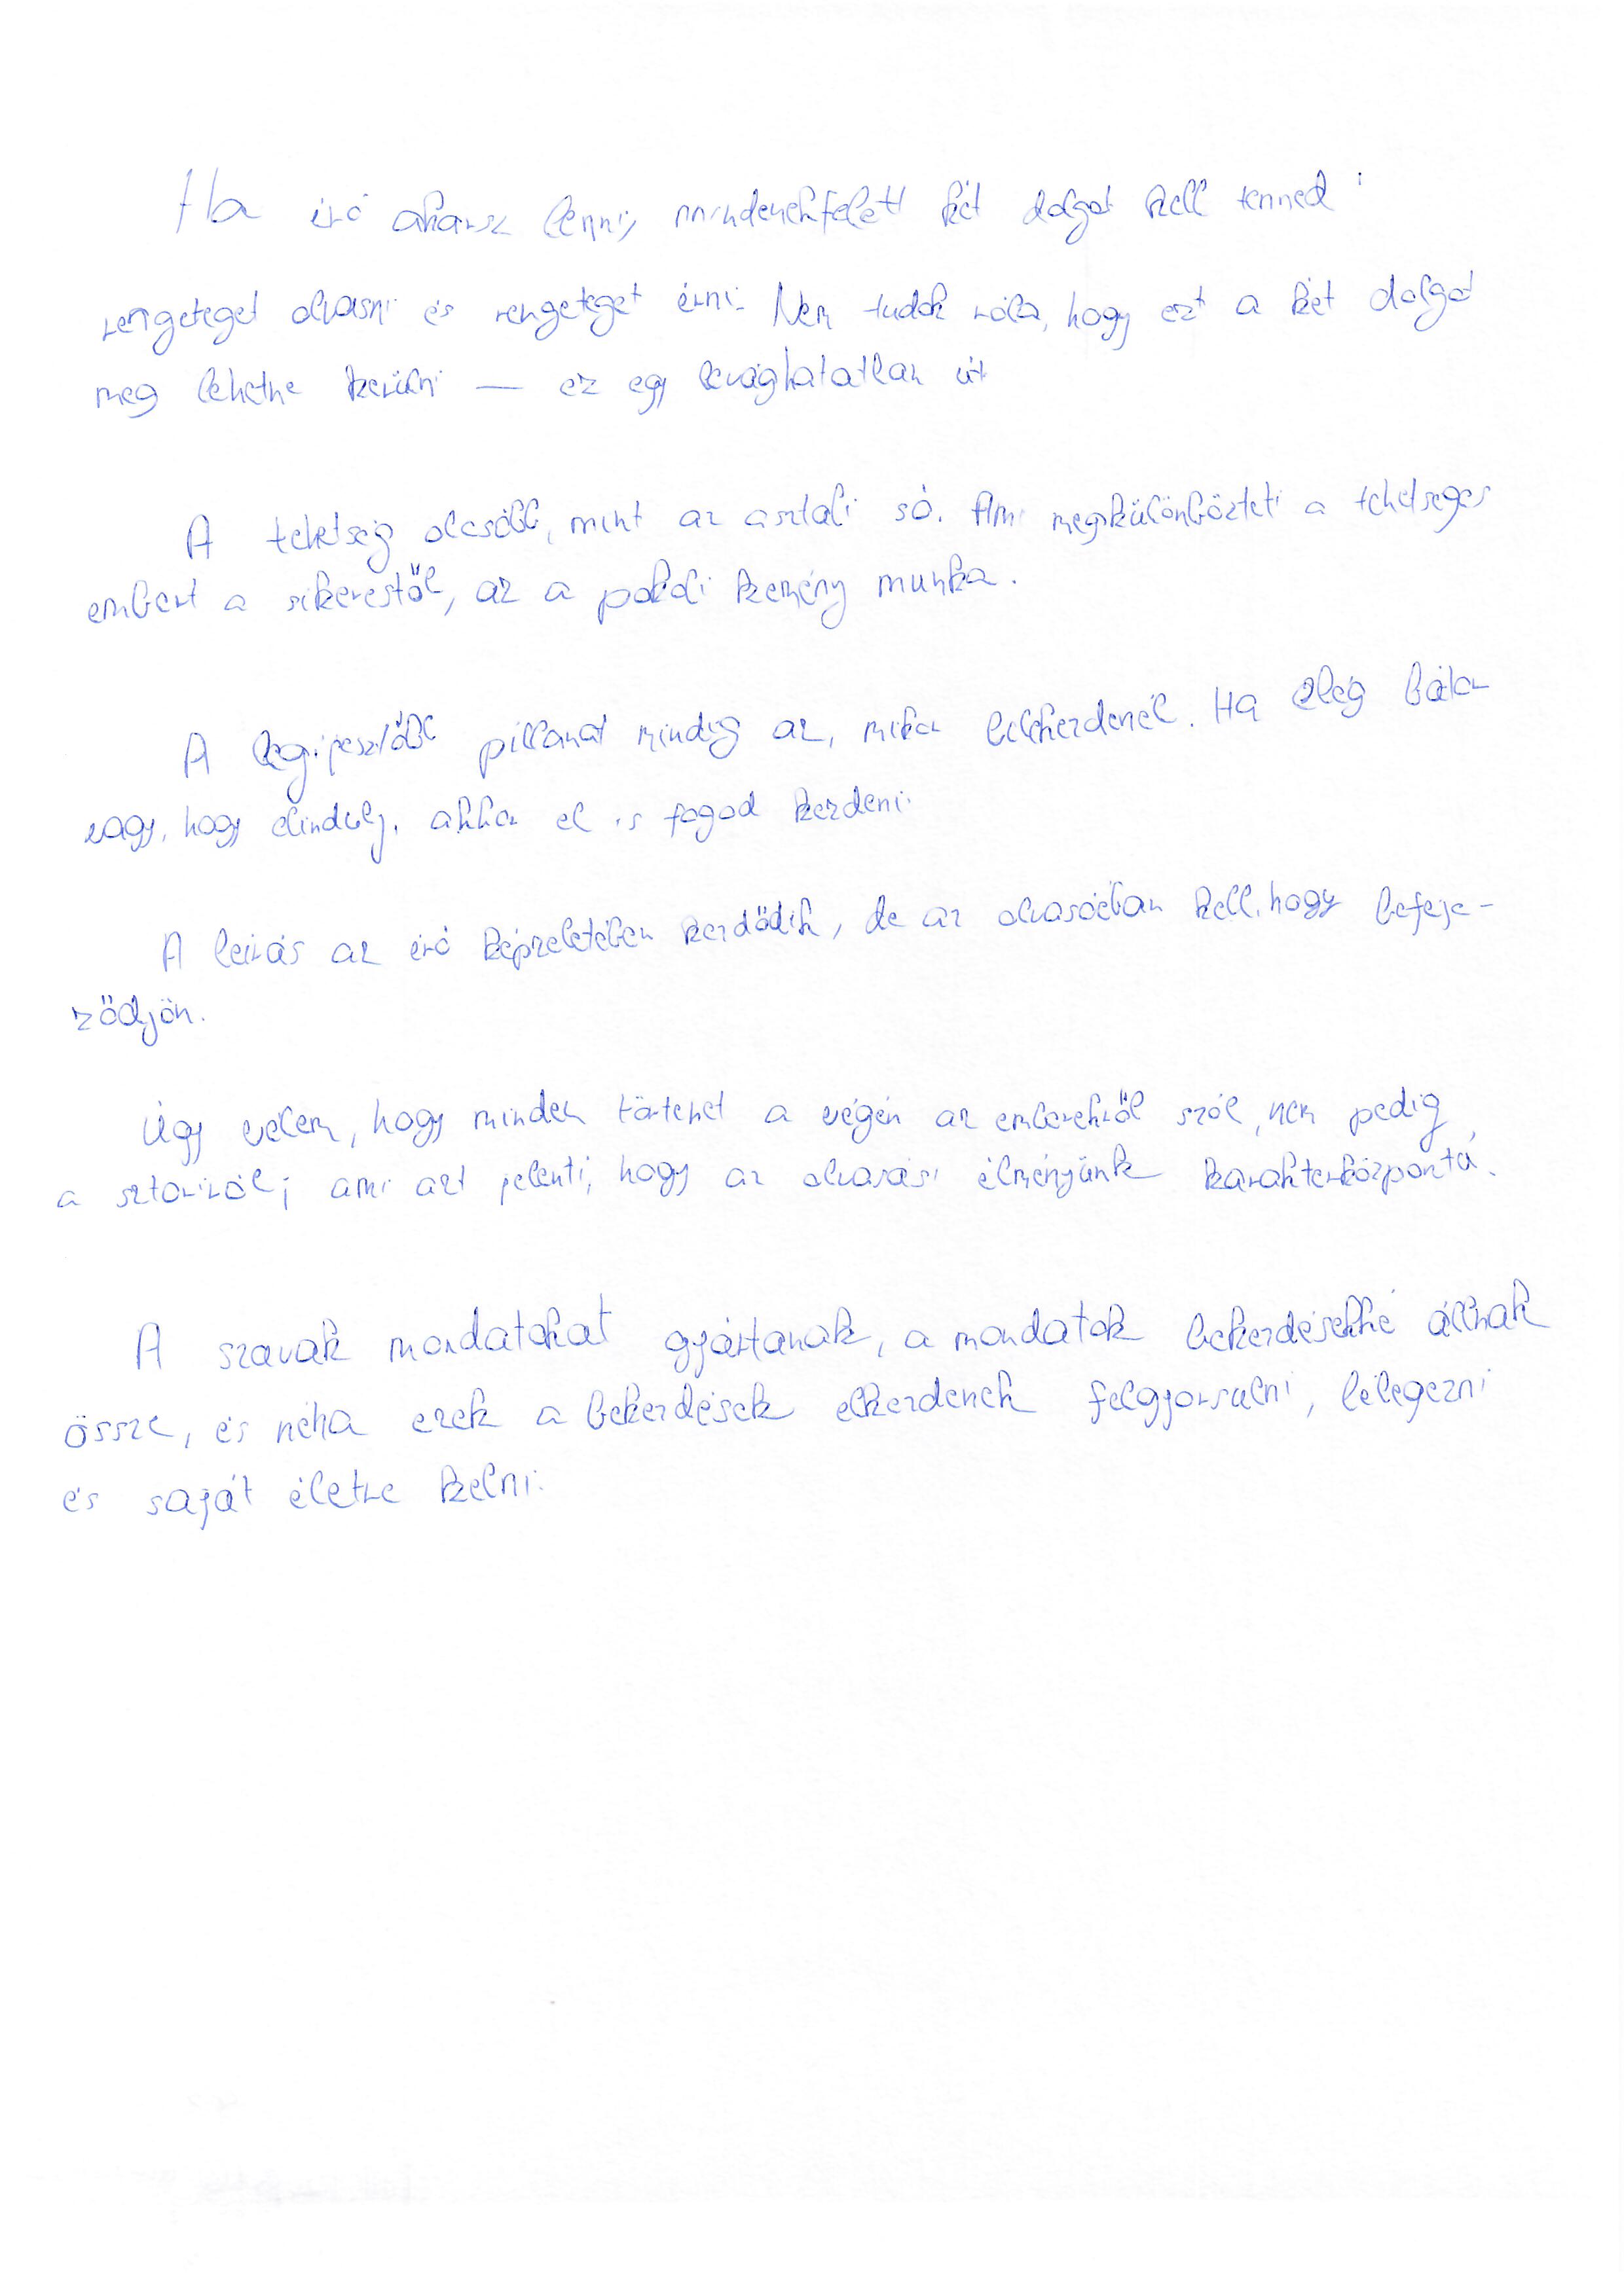 Ha író akarsz lenni, mindenekfelett két dolgot kell tenned:
rengeteget olvasni és rengeteget írni. Nem tudok róla, hogy ezt a két dolgot
meg lehetne kerülni — ez egy levághatatlan út
A tehetség olcsóbb, mint az asztali só. Ami megkülönbözteti a tehetséges
embert a sikerestől, az a pokoli kemény munka.
A legijesztőbb pillanat mindig az, mikor belekezdenél. Ha elég bátor
vagy, hogy elindulj, akkor el is fogod kezdeni.
A leírás az író képzeletében kezdődik, de az olvasóéban kell, hogy befeje-
ződjön.
Úgy vélem, hogy minden történet a végén az emberekről szól, nem pedig
a sztoriról; ami azt jelenti, hogy az olvasási élményünk karakterközpontú.
A szavak mondatokat gyártanak, a mondatok bekezdésekké állnak
össze, és néha ezek a bekezdések elkezdenek felgyorsulni, lélegezni
és saját életre kelni.